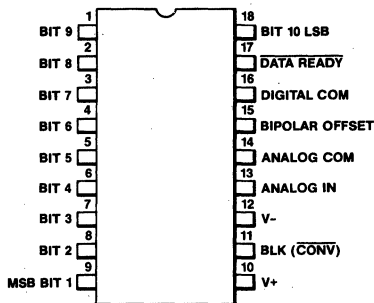 1 18
BIT 9 BIT 10 LSB
2 17
BIT 8 DATA READY
3 16
BIT 7 DIGITAL COM
4 15
BIT 6 BIPOLAR OFFSET
5 14
BIT 5 ANALOG COM
6 13
BIT 4 ANALOG IN
7 12
BIT 3 V-
8 11
BIT 2 BLK (CONV)
9 10
MSB BIT 1 V+